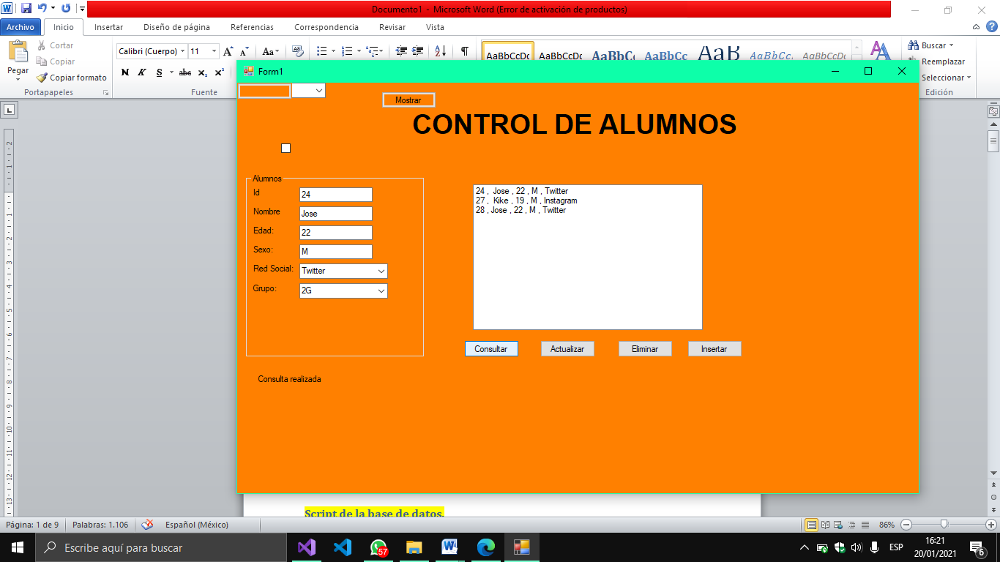 Documento1 - Microsoft Word (Error de activación de productos)
Archivo Inicio Insertar Diseño de página Referencias Correspondencia Revisar Vista
Pegar
Cortar
Copiar
Copiar formato
Portapapeles
Calibri (Cuerpo) 11
Aa
N K S abc x₂ x²
Fuente
AaBbCcDc AaBbCcDc AaBbCc AaBbCc AaB AaBbCc. AaBbCcDc
Buscar
Reemplazar
Seleccionar
Edición
Form1
Mostrar
CONTROL DE ALUMNOS
Alumnos
Id 24
Nombre Jose
Edad: 22
Sexo: M
Red Social: Twitter
Grupo: 2G
24 , Jose , 22 , M , Twitter
27 , Kike , 19 , M , Instagram
28 , Jose , 22 , M , Twitter
Consultar Actualizar Eliminar Insertar
Consulta realizada
Script de la base de datos.
Página: 1 de 9 Palabras: 1.106 Español (México) 86%
Escribe aquí para buscar
57
ESP
16:21
20/01/2021
6